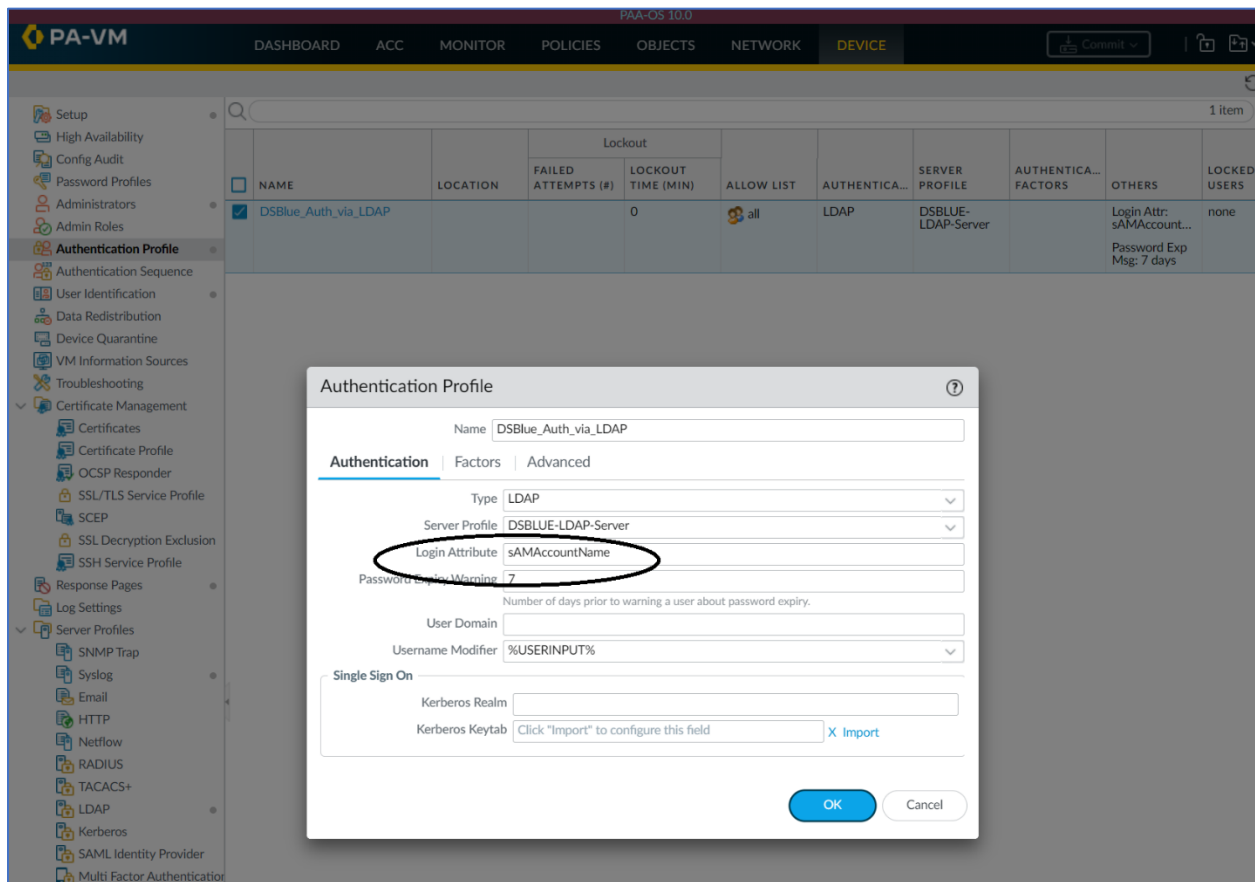 PAA-OS 10.0
PA-VM
DASHBOARD ACC MONITOR POLICIES OBJECTS NETWORK DEVICE Commit
Setup
High Availability
Config Audit
Password Profiles
Administrators
Admin Roles
Authentication Profile
Authentication Sequence
User Identification
Data Redistribution
Device Quarantine
VM Information Sources
Troubleshooting
Certificate Management
Certificates
Certificate Profile
OCSP Responder
SSL/TLS Service Profile
SCEP
SSL Decryption Exclusion
SSH Service Profile
Response Pages
Log Settings
Server Profiles
SNMP Trap
Syslog
Email
HTTP
Netflow
RADIUS
TACACS+
LDAP
Kerberos
SAML Identity Provider
Multi Factor Authentication
1 item
Lockout
NAME LOCATION FAILED ATTEMPTS (#) LOCKOUT TIME (MIN) ALLOW LIST AUTHENTICA... SERVER PROFILE AUTHENTICA... FACTORS OTHERS LOCKED USERS
DSBlue_Auth_via_LDAP 0 all LDAP DSBLUE- Login Attr: none
LDAP-Server sAMAccount...
Password Exp
Msg: 7 days
Authentication Profile
Name DSBlue_Auth_via_LDAP
Authentication Factors Advanced
Type LDAP
Server Profile DSBLUE-LDAP-Server
Login Attribute sAMAccountName
Password Expiry Warning 7
Number of days prior to warning a user about password expiry.
User Domain
Username Modifier %USERINPUT%
Single Sign On
Kerberos Realm
Kerberos Keytab Click "Import" to configure this field X Import
OK Cancel